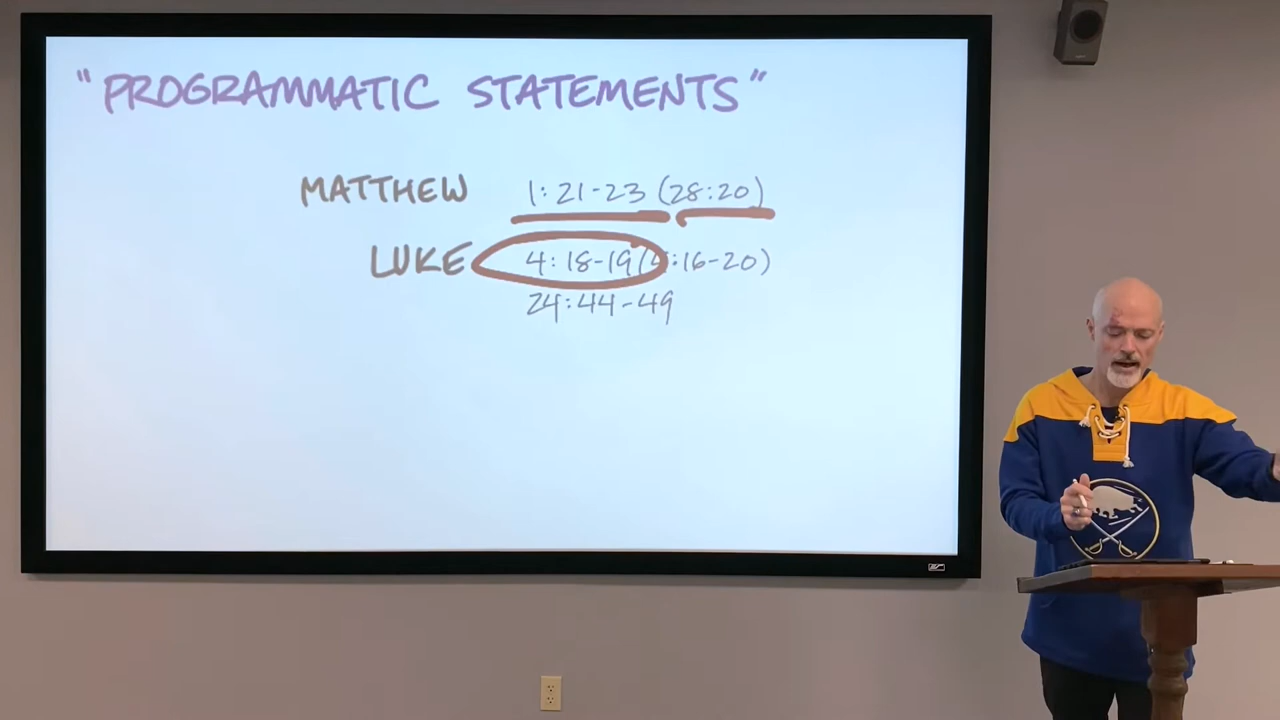 "PROGRAMMATIC STATEMENTS"
MATTHEW 1:21-23 (28:20)
LUKE 4:18-19 (4:16-20)
24:44-49